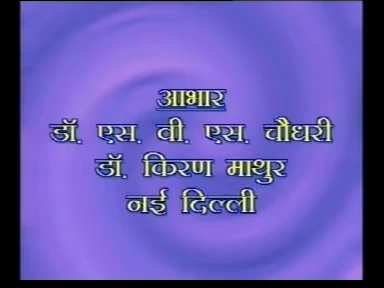 आभार
डॉ. एस. वी. एस. चौधरी
डॉ. किरण माथुर
नई दिल्ली